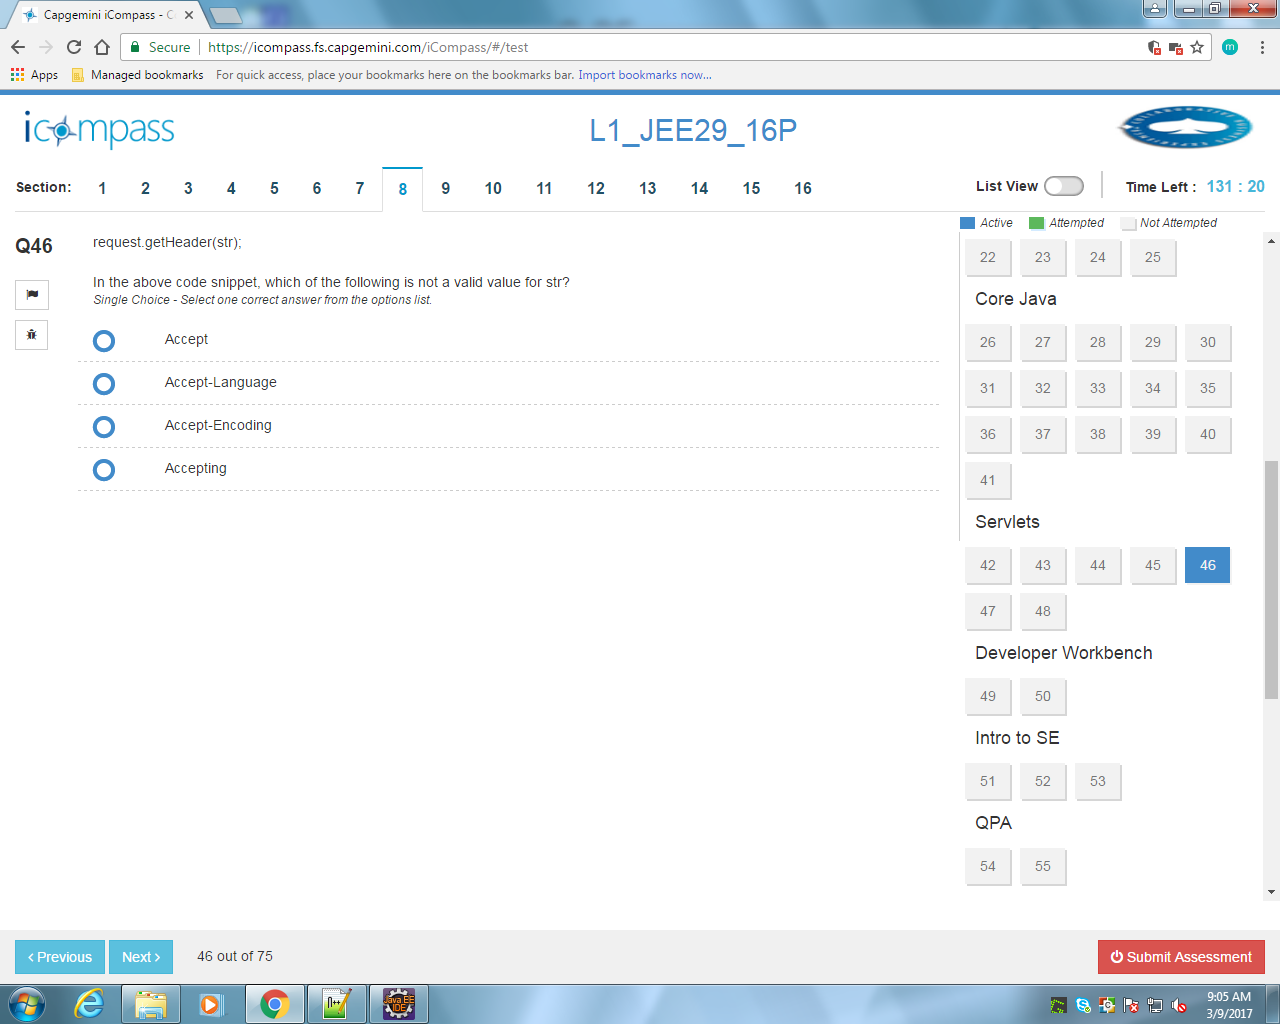 Capgemini iCompass - C
Secure https://icompass.fs.capgemini.com/iCompass/#/test
m
Apps Managed bookmarks For quick access, place your bookmarks here on the bookmarks bar. Import bookmarks now...
icompass
L1_JEE29_16P
Section: 1 2 3 4 5 6 7 8 9 10 11 12 13 14 15 16
List View Time Left : 131 : 20
Active Attempted Not Attempted
Q46
request.getHeader(str);
In the above code snippet, which of the following is not a valid value for str?
Single Choice - Select one correct answer from the options list.
Accept
Accept-Language
Accept-Encoding
Accepting
22 23 24 25
Core Java
26 27 28 29 30
31 32 33 34 35
36 37 38 39 40
41
Servlets
42 43 44 45 46
47 48
Developer Workbench
49 50
Intro to SE
51 52 53
QPA
54 55
‹ Previous Next › 46 out of 75 Submit Assessment
N++
Java EE
IDE
9:05 AM
3/9/2017